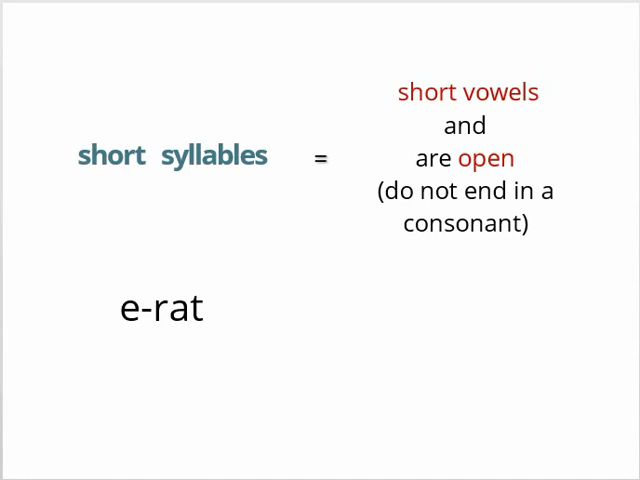 short syllables =
short vowels
and
are open
(do not end in a
consonant)
e-rat